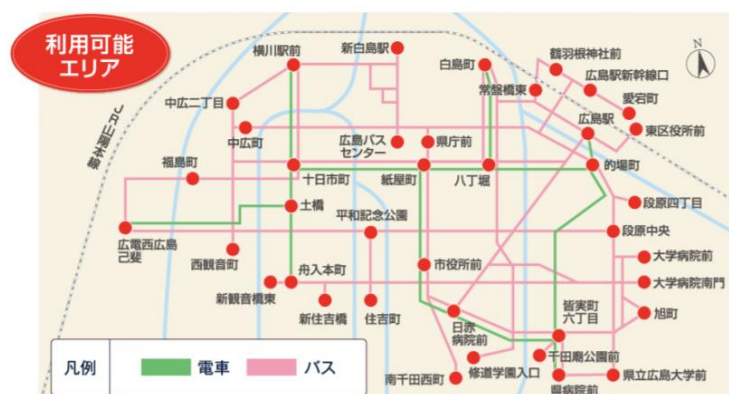 利用可能
エリア
横川駅前
新白島駅
白島町
鶴羽根神社前
N
常盤橋東
広島駅新幹線口
中広二丁目
愛宕町
広島駅
JR山陽本線
中広町
広島バス
センター
県庁前
東区役所前
福島町
十日市町
紙屋町
八丁堀
的場町
土橋
平和記念公園
段原四丁目
広電西広島
己斐
西観音町
段原中央
市役所前
大学病院前
舟入本町
新観音橋東
大学病院南門
新住吉橋
住吉町
日赤
病院前
皆実町
六丁目
旭町
凡例
電車
バス
南千田西町
修道学園入口
千田廟公園前
県病院前
県立広島大学前